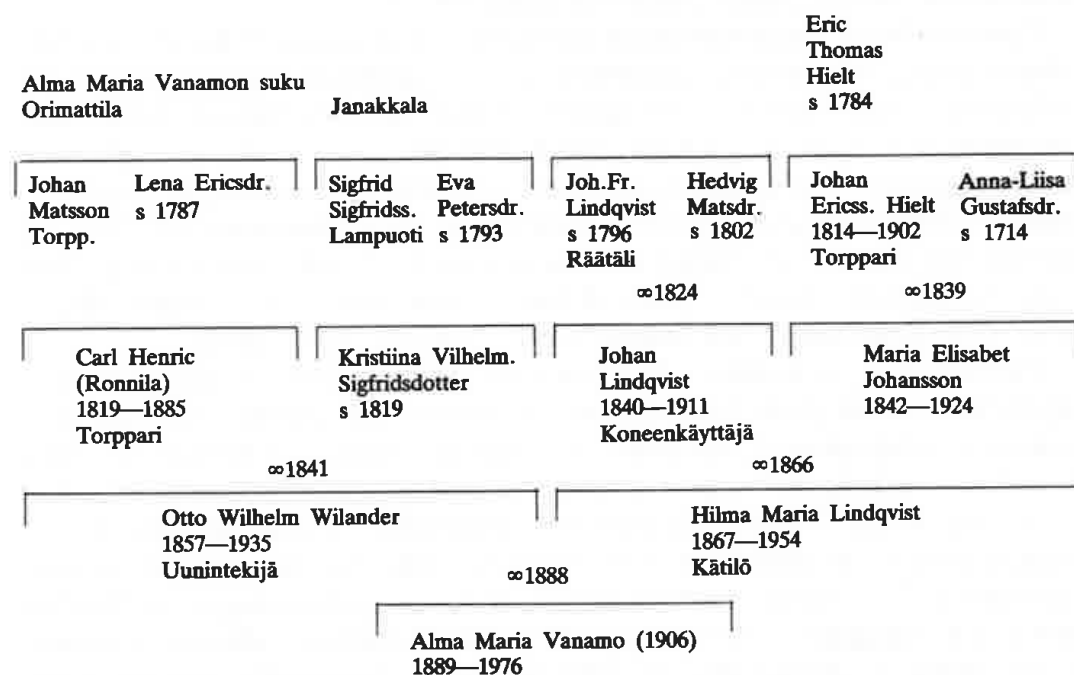 Eric
Thomas
Hielt
s 1784
Alma Maria Vanamon suku
Orimattila
Janakkala
Johan
Matsson
Torpp.
Lena Ericsdr.
s 1787
Sigfrid
Sigfridss.
Lampuoti
Eva
Petersdr.
s 1793
Joh.Fr.
Lindqvist
s 1796
Räätäli
Hedvig
Matsdr.
s 1802
∞1824
Johan
Ericss. Hielt
1814—1902
Torppari
Anna-Liisa
Gustafsdr.
s 1714
∞1839
Carl Henric
(Ronnila)
1819—1885
Torppari
Kristiina Vilhelm.
Sigfridsdotter
s 1819
∞1841
Johan
Lindqvist
1840—1911
Koneenkäyttäjä
Maria Elisabet
Johansson
1842—1924
∞1866
Otto Wilhelm Wilander
1857—1935
Uunintekijä
Hilma Maria Lindqvist
1867—1954
Kätilö
∞1888
Alma Maria Vanamo (1906)
1889—1976